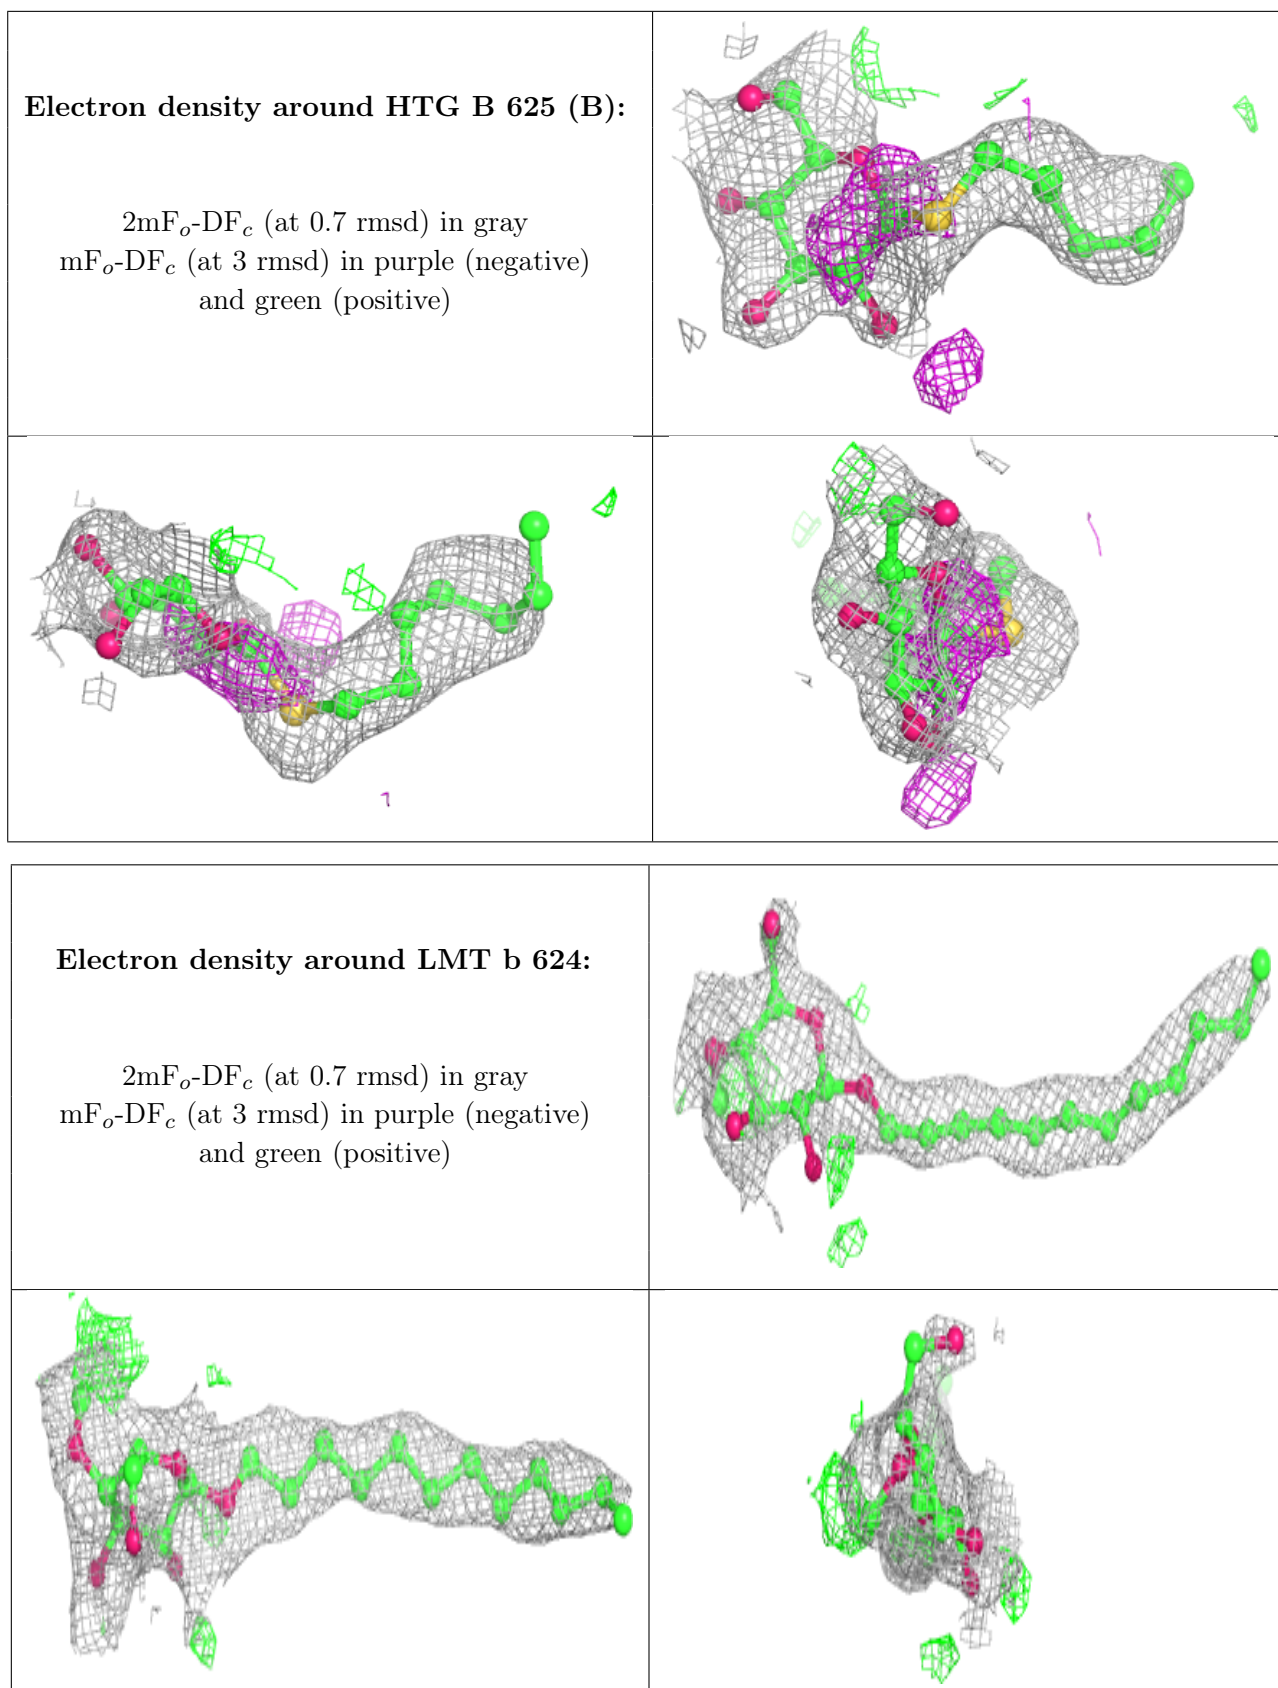 Electron density around HTG B 625 (B):
2mFo-DFc (at 0.7 rmsd) in gray
mFo-DFc (at 3 rmsd) in purple (negative)
and green (positive)
Electron density around LMT b 624:
2mFo-DFc (at 0.7 rmsd) in gray
mFo-DFc (at 3 rmsd) in purple (negative)
and green (positive)